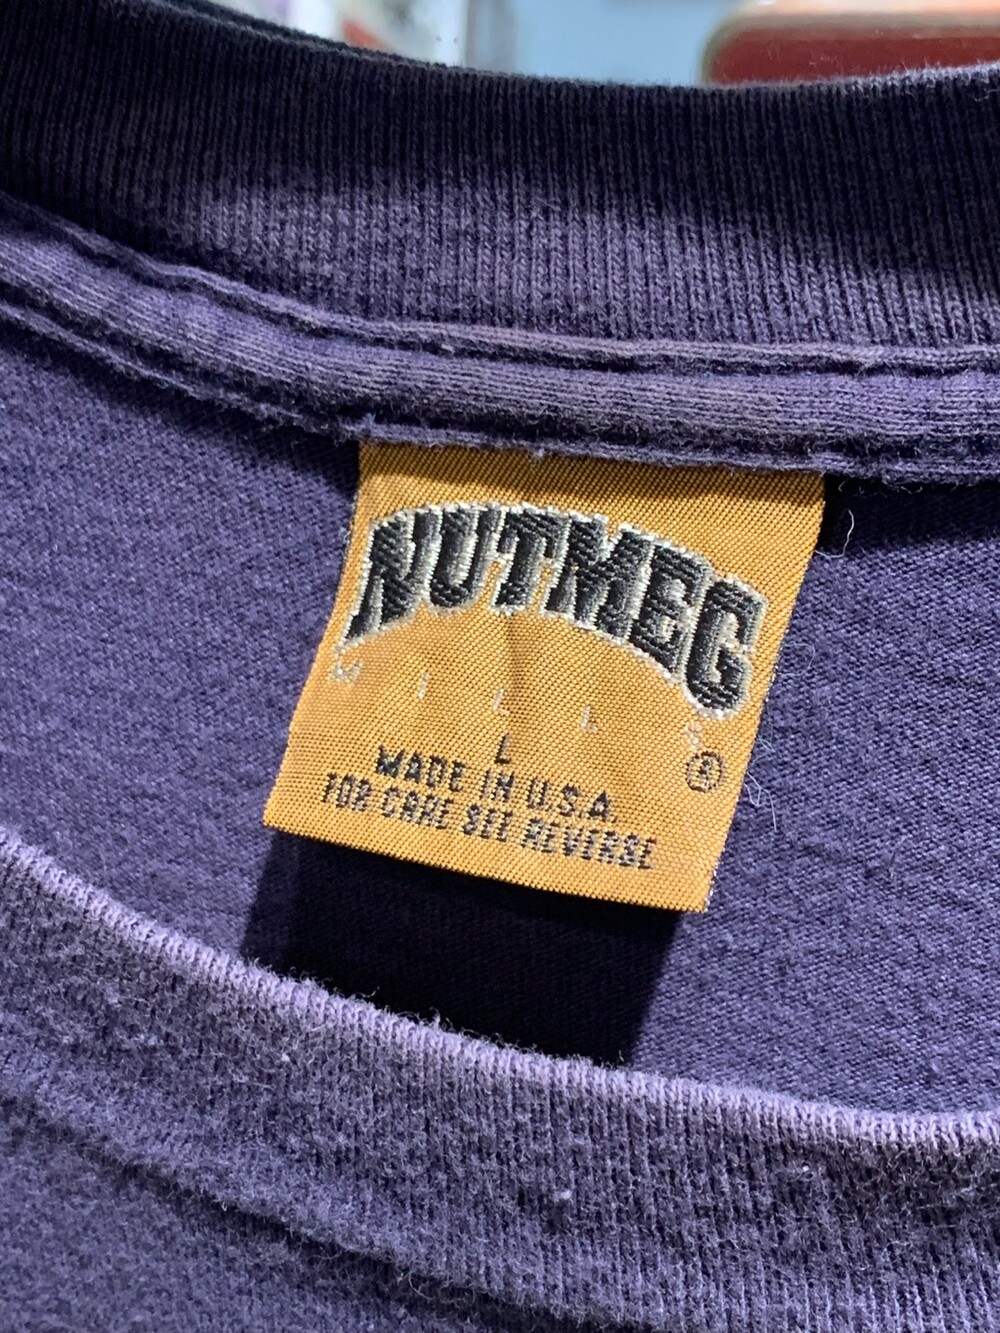 NUTMEG
MILLS
L ®
MADE IN U.S.A.
FOR CARE SEE REVERSE